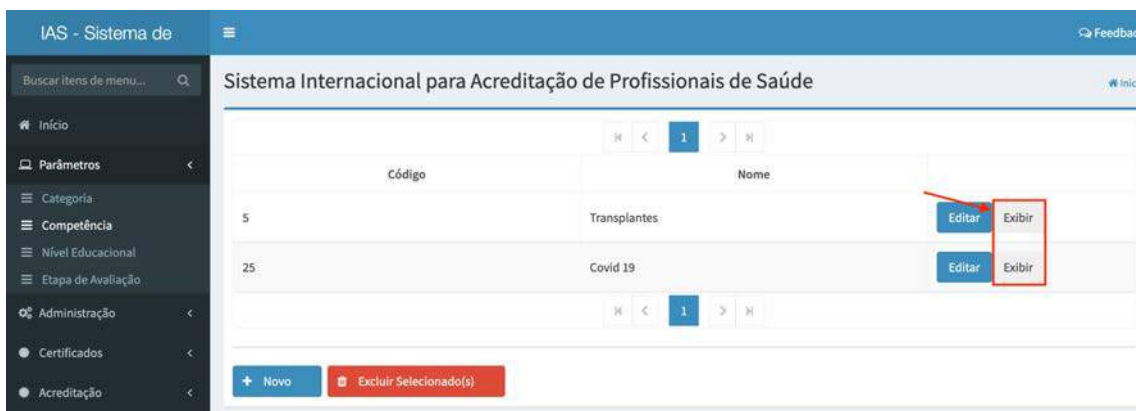 IAS - Sistema de
Feedbac
Buscar itens de menu...
Sistema Internacional para Acreditação de Profissionais de Saúde
Iníc
Início
Parâmetros
Categoria
Competência
Nível Educacional
Etapa de Avaliação
Administração
Certificados
Acreditação
1
Código Nome
5 Transplantes Editar Exibir
25 Covid 19 Editar Exibir
1
+ Novo Excluir Selecionado(s)